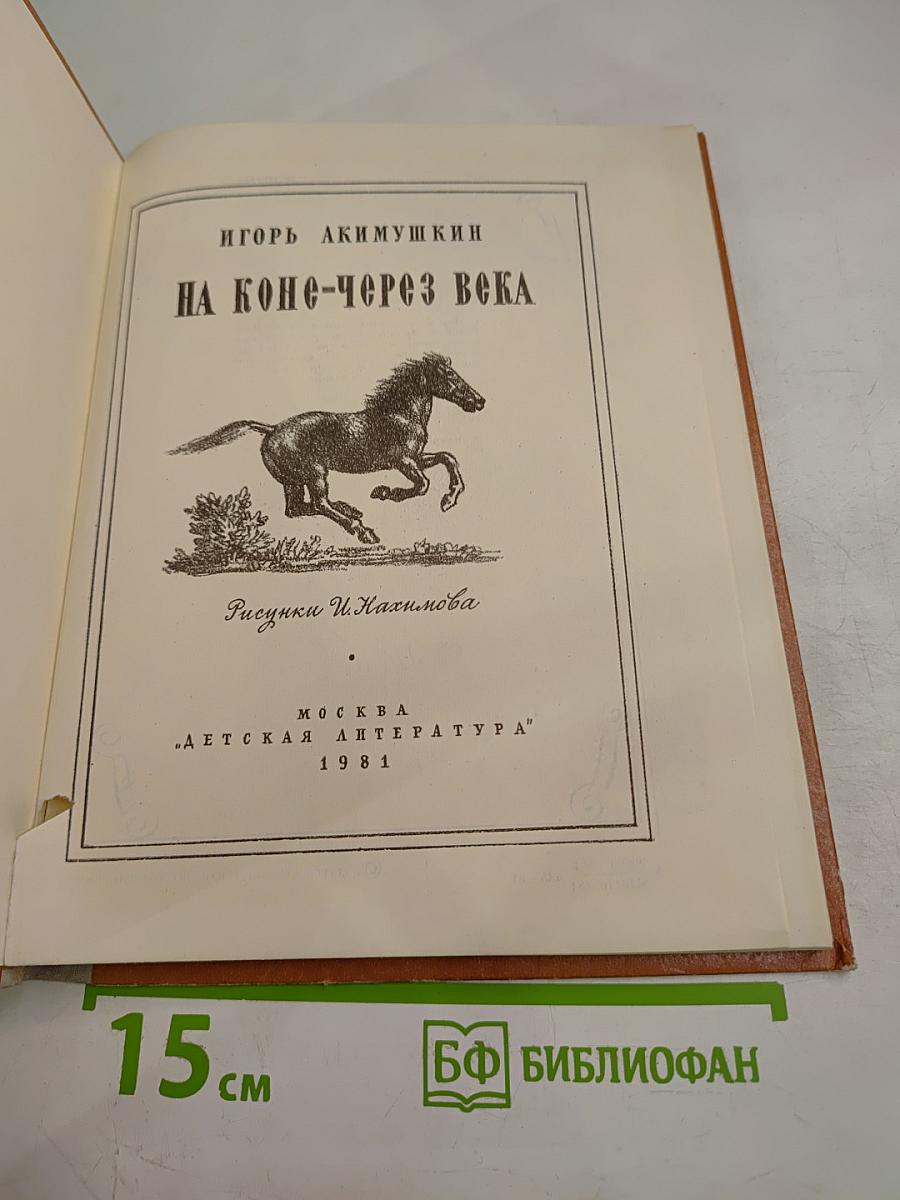 ИГОРЬ АКИМУШКИН
НА КОНЕ-ЧЕРЕЗ ВЕКА
Рисунки И. Нахимова
МОСКВА
„ДЕТСКАЯ ЛИТЕРАТУРА"
1981
15 см
БФ БИБЛИОФАН